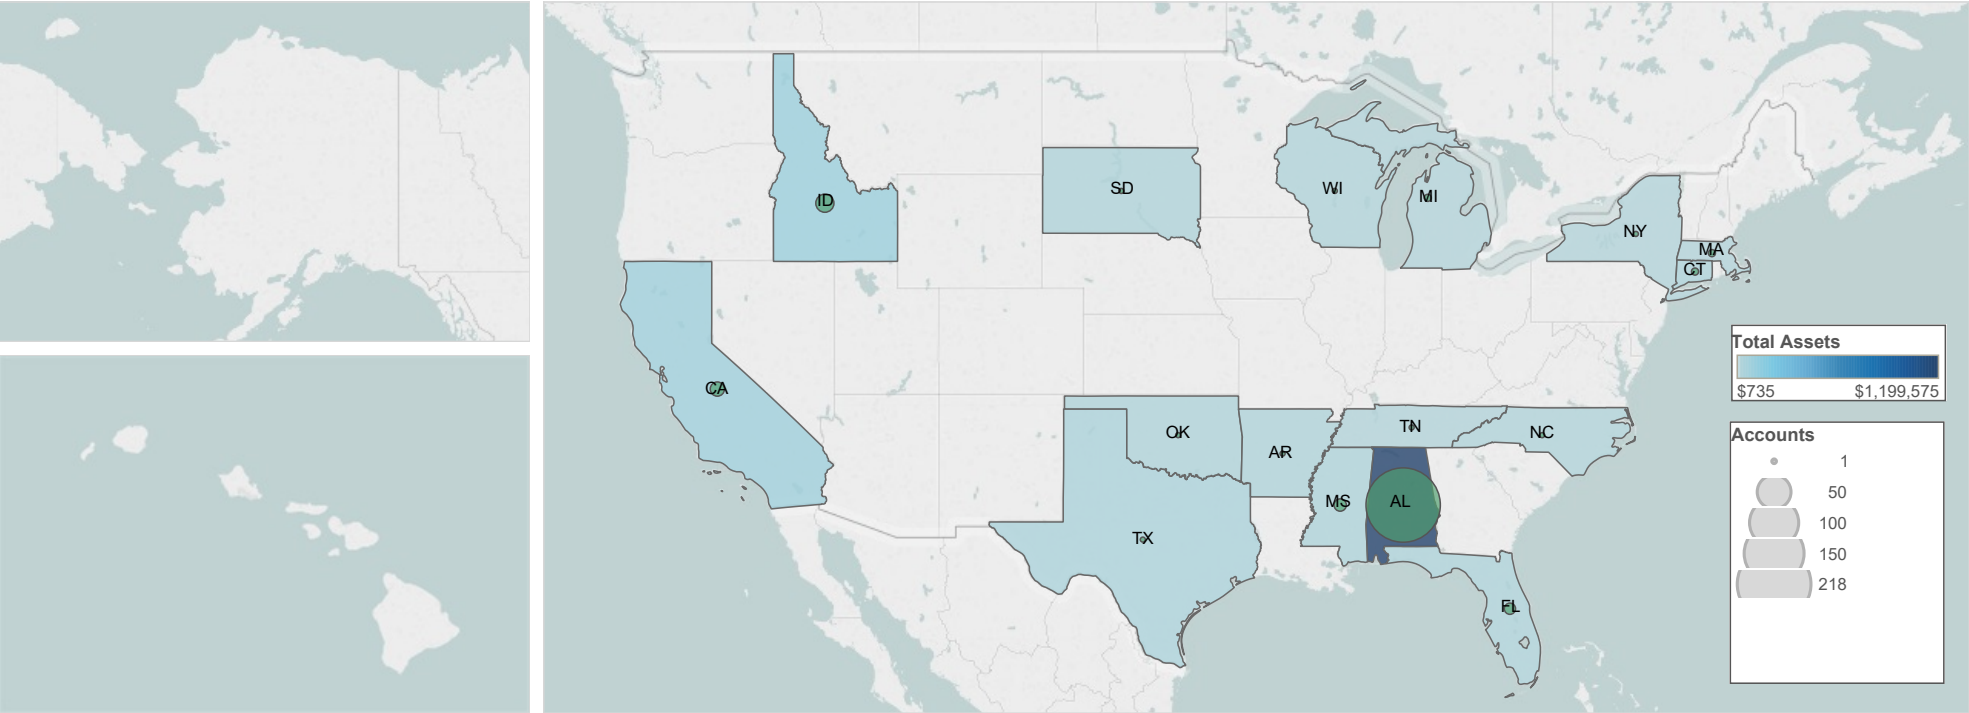 SD
WI
MI
ID
NY
MA
CT
Total Assets
$735 $1,199,575
CA
TN
OK
NC
Accounts
AR
1
MS
AL
50
100
TX
150
218
FL